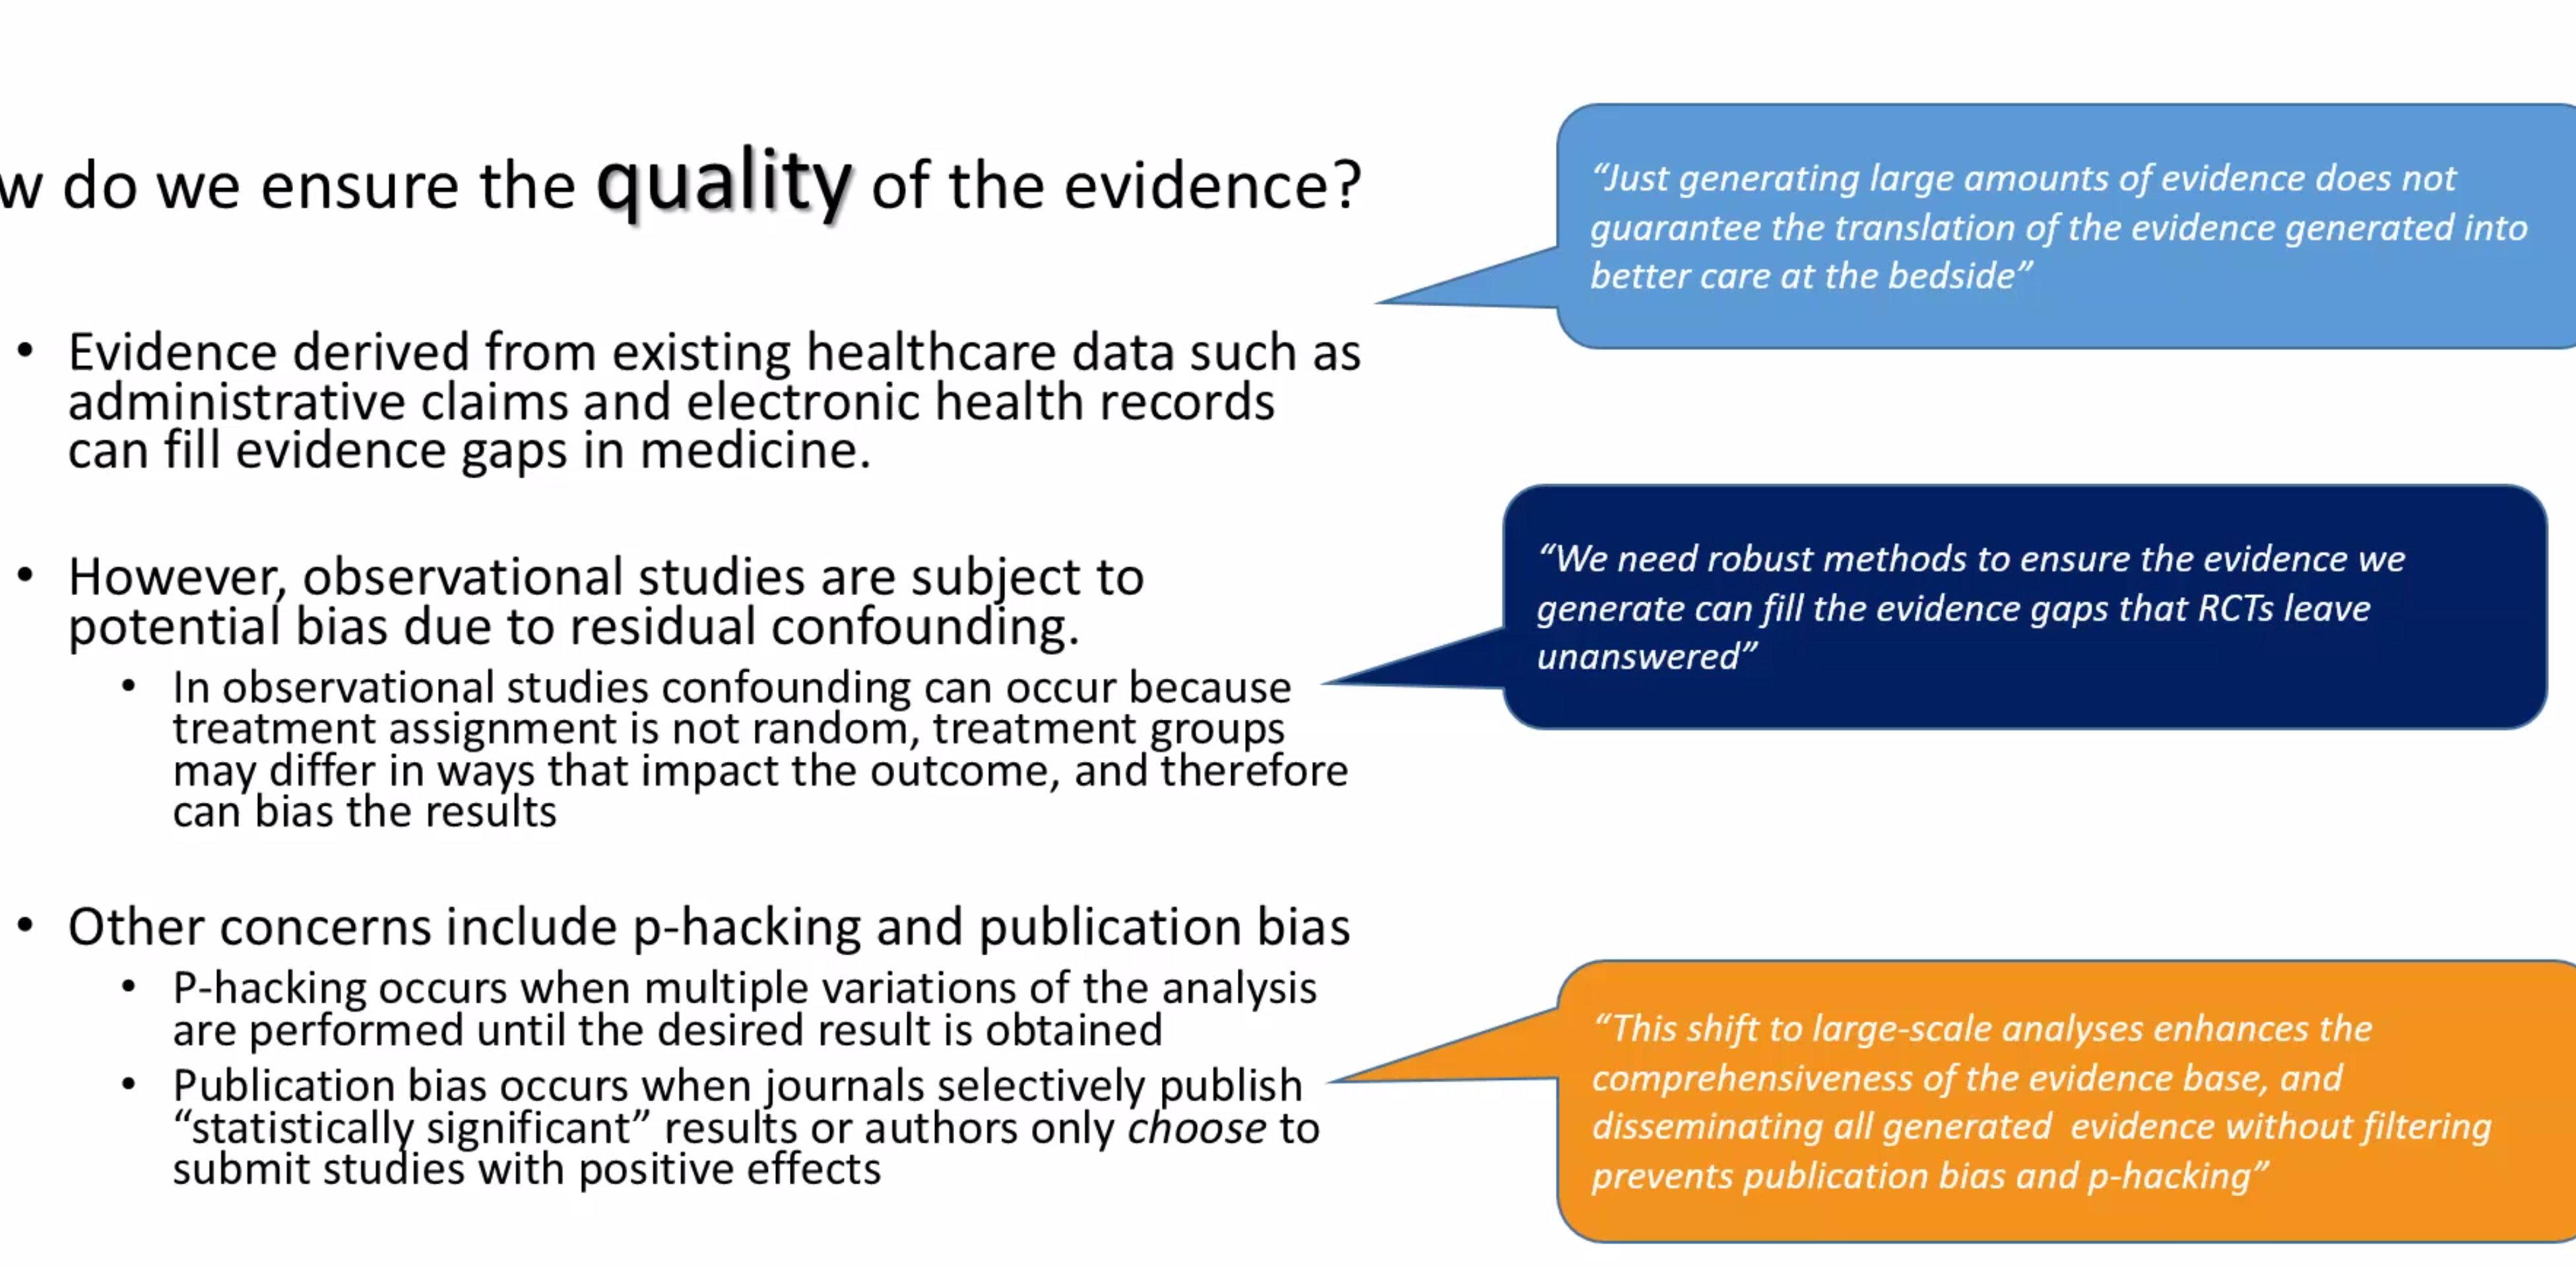 w do we ensure the quality of the evidence?
• Evidence derived from existing healthcare data such as
administrative claims and electronic health records
can fill evidence gaps in medicine.
• However, observational studies are subject to
potential bias due to residual confounding.
• In observational studies confounding can occur because
treatment assignment is not random, treatment groups
may differ in ways that impact the outcome, and therefore
can bias the results
• Other concerns include p-hacking and publication bias
• P-hacking occurs when multiple variations of the analysis
are performed until the desired result is obtained
• Publication bias occurs when journals selectively publish
“statistically significant” results or authors only choose to
submit studies with positive effects
“Just generating large amounts of evidence does not
guarantee the translation of the evidence generated into
better care at the bedside”
“We need robust methods to ensure the evidence we
generate can fill the evidence gaps that RCTs leave
unanswered”
“This shift to large-scale analyses enhances the
comprehensiveness of the evidence base, and
disseminating all generated evidence without filtering
prevents publication bias and p-hacking”